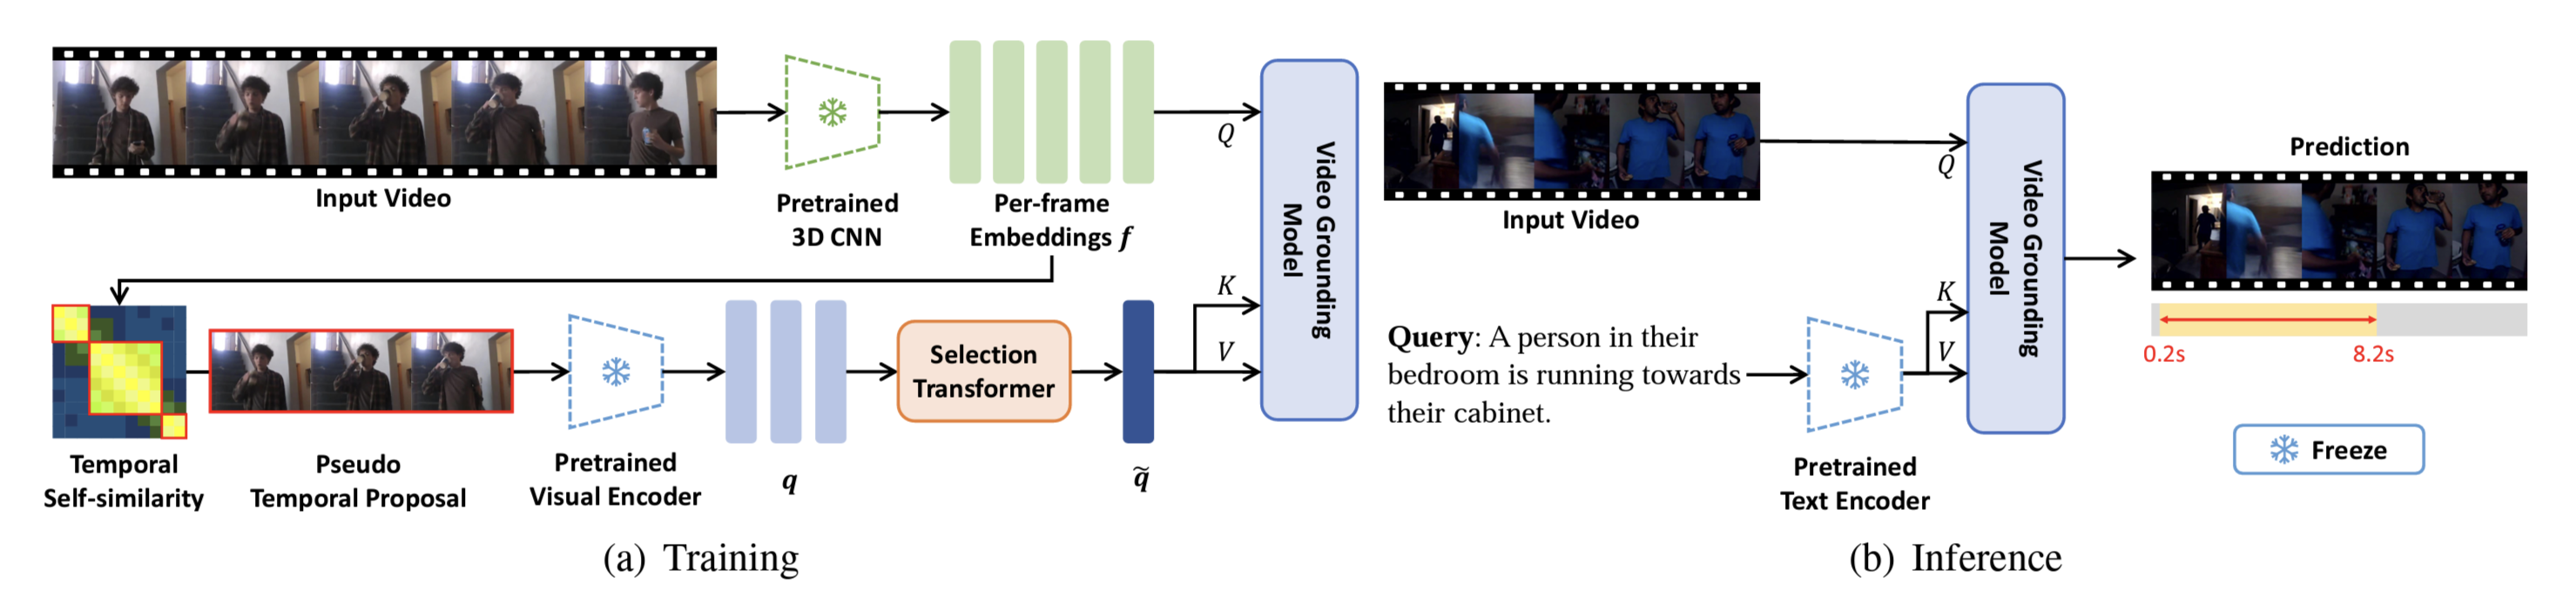 Input Video
Pretrained
3D CNN
Per-frame
Embeddings f
Q
K
V
Video Grounding
Model
Temporal
Self-similarity
Pseudo
Temporal Proposal
Pretrained
Visual Encoder
q
Selection
Transformer
q̃
(a) Training
Input Video
Query: A person in their
bedroom is running towards
their cabinet.
Pretrained
Text Encoder
Q
K
V
Video Grounding
Model
Prediction
0.2s
8.2s
Freeze
(b) Inference